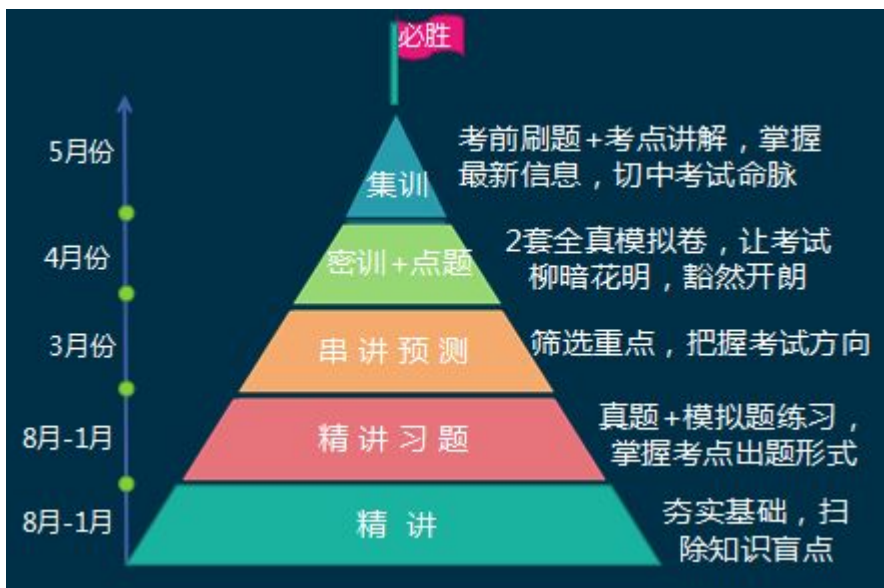 必胜
5月份
集训
考前刷题+考点讲解，掌握
最新信息，切中考试命脉
4月份
密训+点题
2套全真模拟卷，让考试
柳暗花明，豁然开朗
3月份
串讲预测
筛选重点，把握考试方向
8月-1月
精讲习题
真题+模拟题练习，
掌握考点出题形式
8月-1月
精讲
夯实基础，扫
除知识盲点